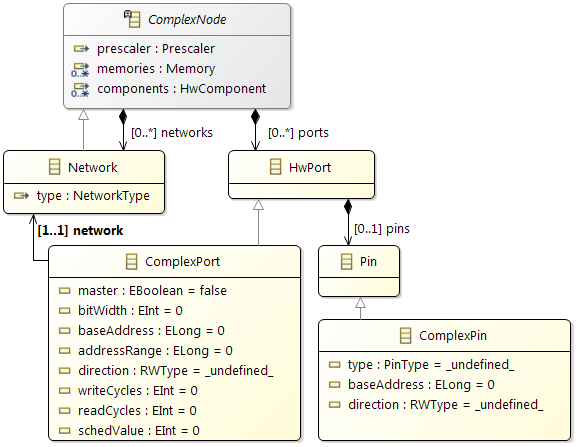 ComplexNode
prescaler : Prescaler
0..* memories : Memory
0..* components : HwComponent
[0..*] networks
[0..*] ports
Network
type : NetworkType
HwPort
[1..1] network
[0..1] pins
ComplexPort
master : EBoolean = false
bitWidth : EInt = 0
baseAddress : ELong = 0
addressRange : ELong = 0
direction : RWType = _undefined_
writeCycles : EInt = 0
readCycles : EInt = 0
schedValue : EInt = 0
Pin
ComplexPin
type : PinType = _undefined_
baseAddress : ELong = 0
direction : RWType = _undefined_